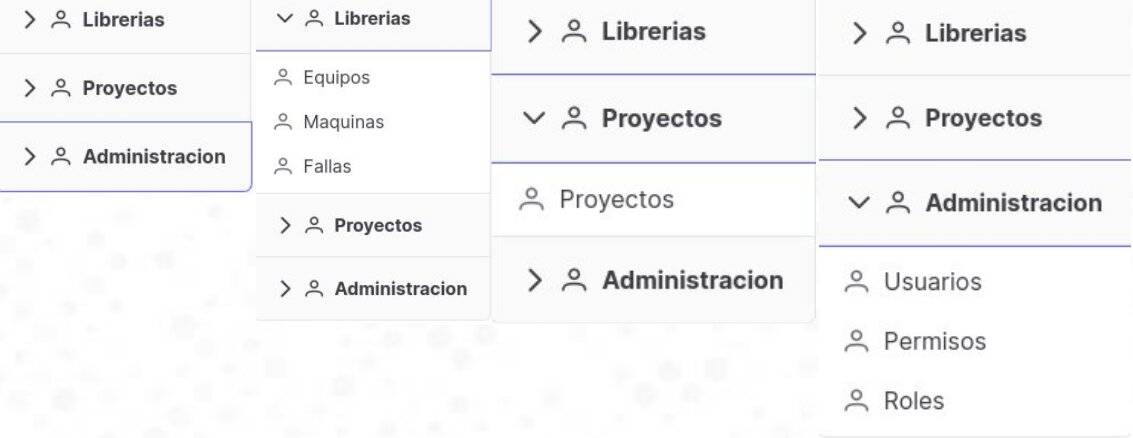 Librerias
Proyectos
Administracion
Librerias
Equipos
Maquinas
Fallas
Proyectos
Administracion
Librerias
Proyectos
Proyectos
Administracion
Librerias
Proyectos
Administracion
Usuarios
Permisos
Roles